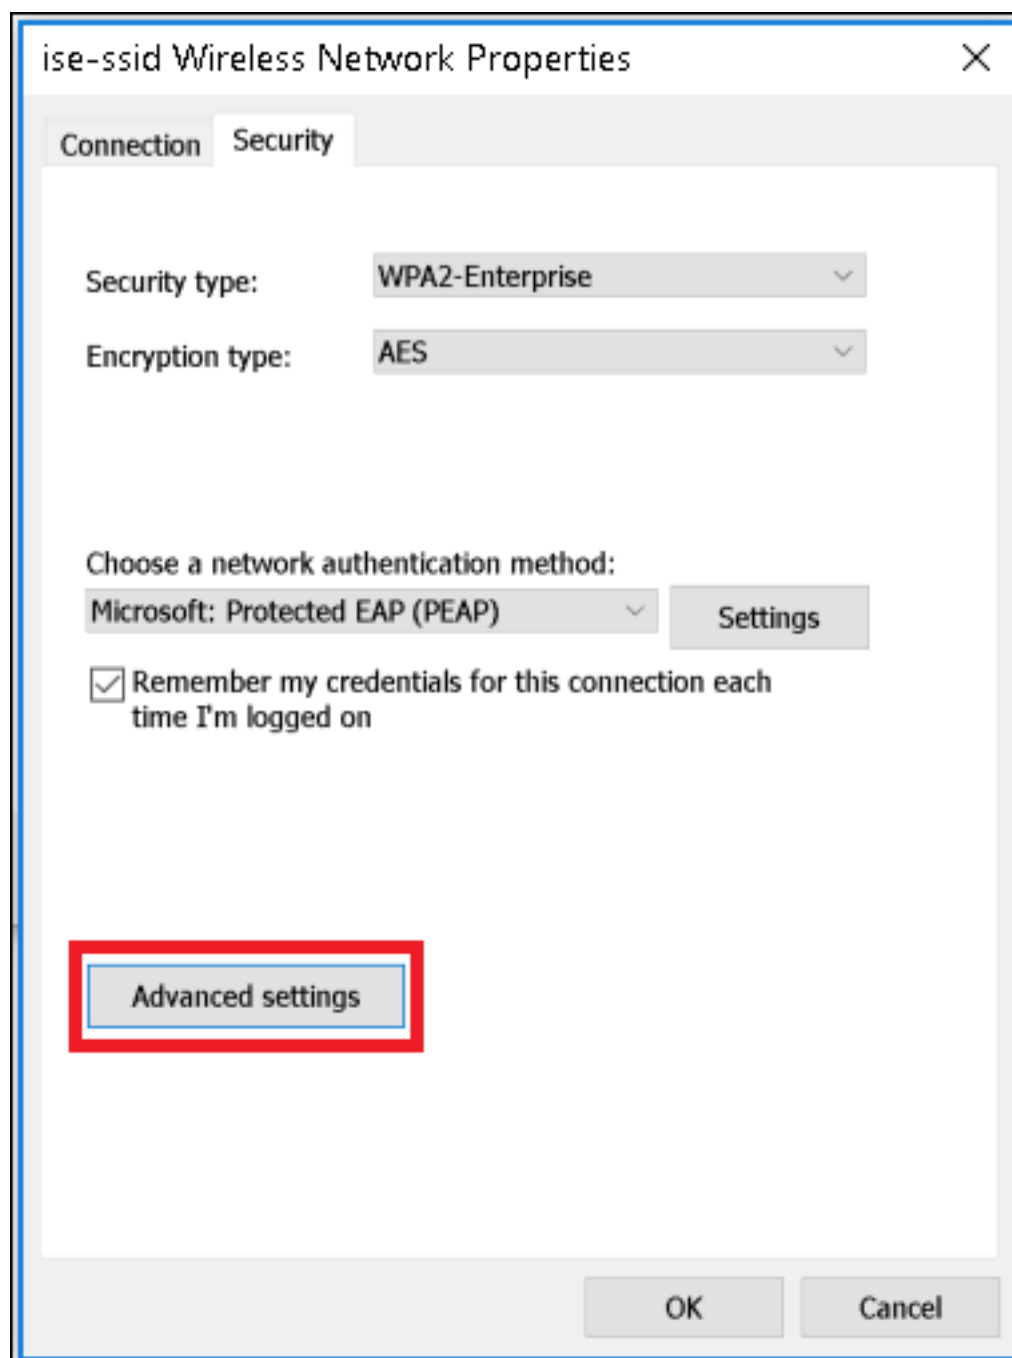 ise-ssid Wireless Network Properties
Connection
Security
Security type:
WPA2-Enterprise
Encryption type:
AES
Choose a network authentication method:
Microsoft: Protected EAP (PEAP)
Settings
Remember my credentials for this connection each
time I'm logged on
Advanced settings
OK
Cancel